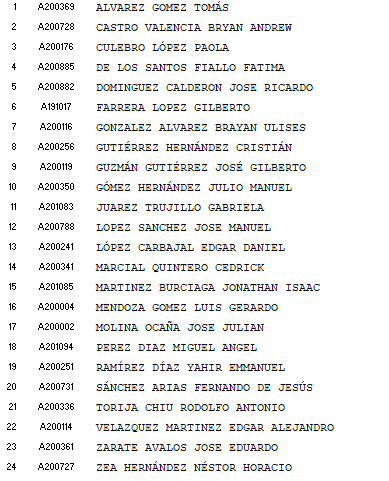 1 A200369 ALVAREZ GOMEZ TOMÁS
2 A200728 CASTRO VALENCIA BRYAN ANDREW
3 A200176 CULEBRO LÓPEZ PAOLA
4 A200885 DE LOS SANTOS FIALLO FATIMA
5 A200882 DOMINGUEZ CALDERON JOSE RICARDO
6 A191017 FARRERA LOPEZ GILBERTO
7 A200116 GONZALEZ ALVAREZ BRAYAN ULISES
8 A200256 GUTIÉRREZ HERNÁNDEZ CRISTIÁN
9 A200119 GUZMÁN GUTIÉRREZ JOSÉ GILBERTO
10 A200350 GÓMEZ HERNÁNDEZ JULIO MANUEL
11 A201083 JUAREZ TRUJILLO GABRIELA
12 A200788 LOPEZ SANCHEZ JOSE MANUEL
13 A200241 LÓPEZ CARBAJAL EDGAR DANIEL
14 A200341 MARCIAL QUINTERO CEDRICK
15 A201085 MARTINEZ BURCIAGA JONATHAN ISAAC
16 A200004 MENDOZA GOMEZ LUIS GERARDO
17 A200002 MOLINA OCAÑA JOSE JULIAN
18 A201094 PEREZ DIAZ MIGUEL ANGEL
19 A200251 RAMÍREZ DÍAZ YAHIR EMMANUEL
20 A200731 SÁNCHEZ ARIAS FERNANDO DE JESÚS
21 A200336 TORIJA CHIU RODOLFO ANTONIO
22 A200114 VELAZQUEZ MARTINEZ EDGAR ALEJANDRO
23 A200361 ZARATE AVALOS JOSE EDUARDO
24 A200727 ZEA HERNÁNDEZ NÉSTOR HORACIO